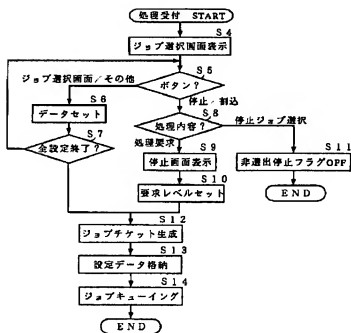 処理受付 START
S4
ジョブ選択画面表示
ジョブ選択画面/その他
S5
ボタン?
S6
停止/割込
データセット
S8
処理内容?
停止ジョブ選択
S7
処理要求
全設定終了?
S9
S11
停止画面表示
非選出停止フラグOFF
S10
END
要求レベルセット
S12
ジョブチケット生成
S13
設定データ格納
S14
ジョブキューイング
END